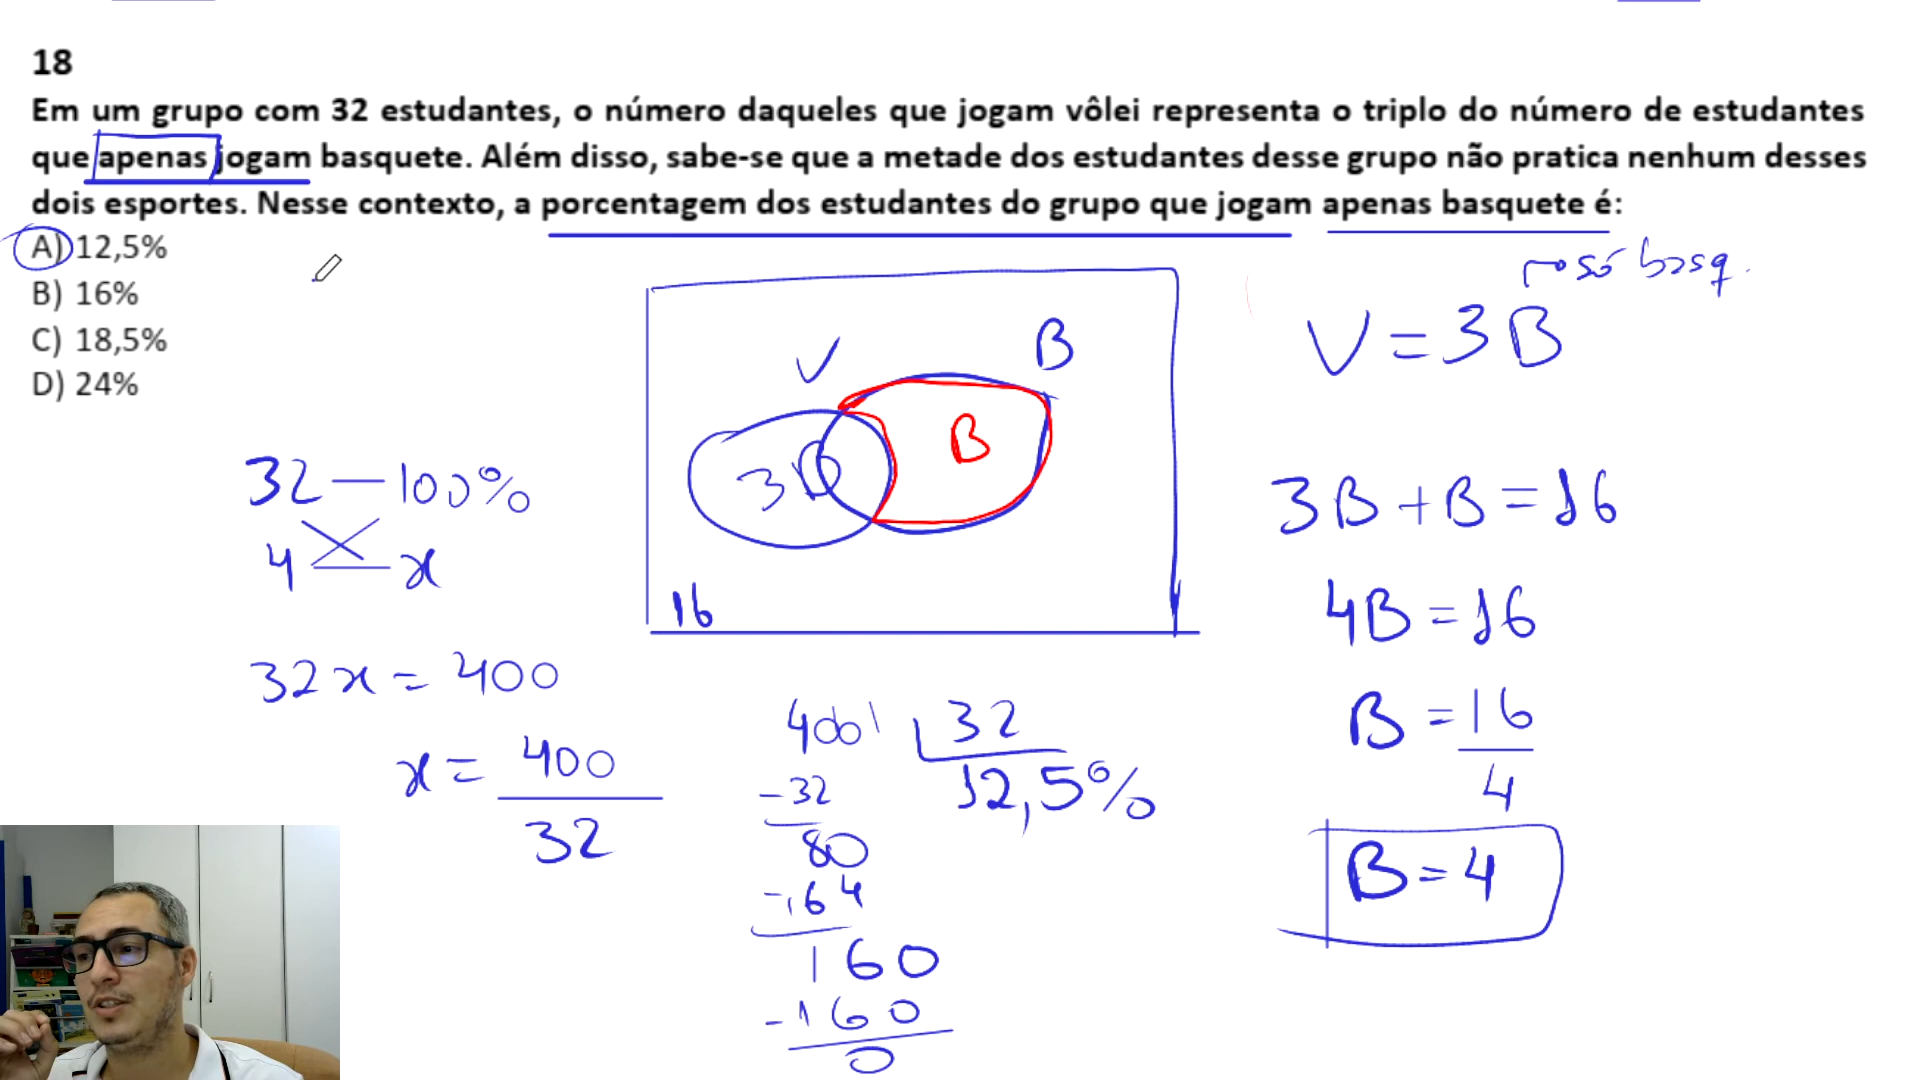 18
Em um grupo com 32 estudantes, o número daqueles que jogam vôlei representa o triplo do número de estudantes
que apenas jogam basquete. Além disso, sabe-se que a metade dos estudantes desse grupo não pratica nenhum desses
dois esportes. Nesse contexto, a porcentagem dos estudantes do grupo que jogam apenas basquete é:
A) 12,5%
B) 16%
C) 18,5%
D) 24%
32 — 100%
4 — x
32x = 400
x = 400
32
V
B
3B
B
16
400 32
-32 12,5%
80
-64
160
-160
0
só basq.
V = 3B
3B + B = 16
4B = 16
B = 16
4
B = 4